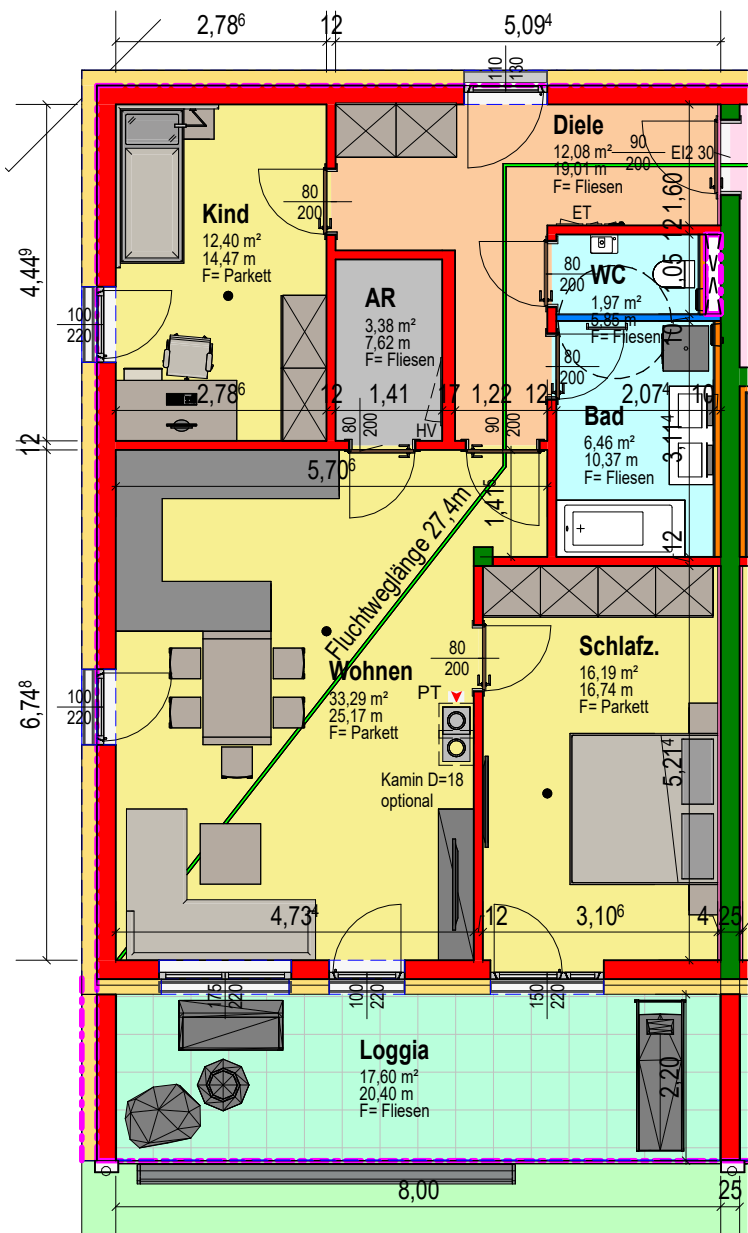 2,78⁶ 12 5,09⁴
110
130
Diele
12,08 m²
19,01 m
F= Fliesen
90
200
EI2 30
1,60
Kind
12,40 m²
14,47 m
F= Parkett
80
200
ET
12
4,44⁹
AR
3,38 m²
7,62 m
F= Fliesen
80
200
WC
1,97 m²
5,85 m
F= Fliesen
1,05
10
100
220
80
200
2,78⁶ 12 1,41 17 1,22 12 2,07⁴ 10
80
200
HV
90
200
Bad
6,46 m²
10,37 m
F= Fliesen
3,11⁴
12
5,70⁶
1,41⁵
12
Fluchtweglänge 27,4m
6,74⁸
80
200
Schlafz.
16,19 m²
16,74 m
F= Parkett
Wohnen
33,29 m²
25,17 m
F= Parkett
PT
100
220
5,21⁴
Kamin D=18
optional
4,73⁴ 12 3,10⁶ 4 25
175
220
100
220
150
220
Loggia
17,60 m²
20,40 m
F= Fliesen
2,20
8,00 25